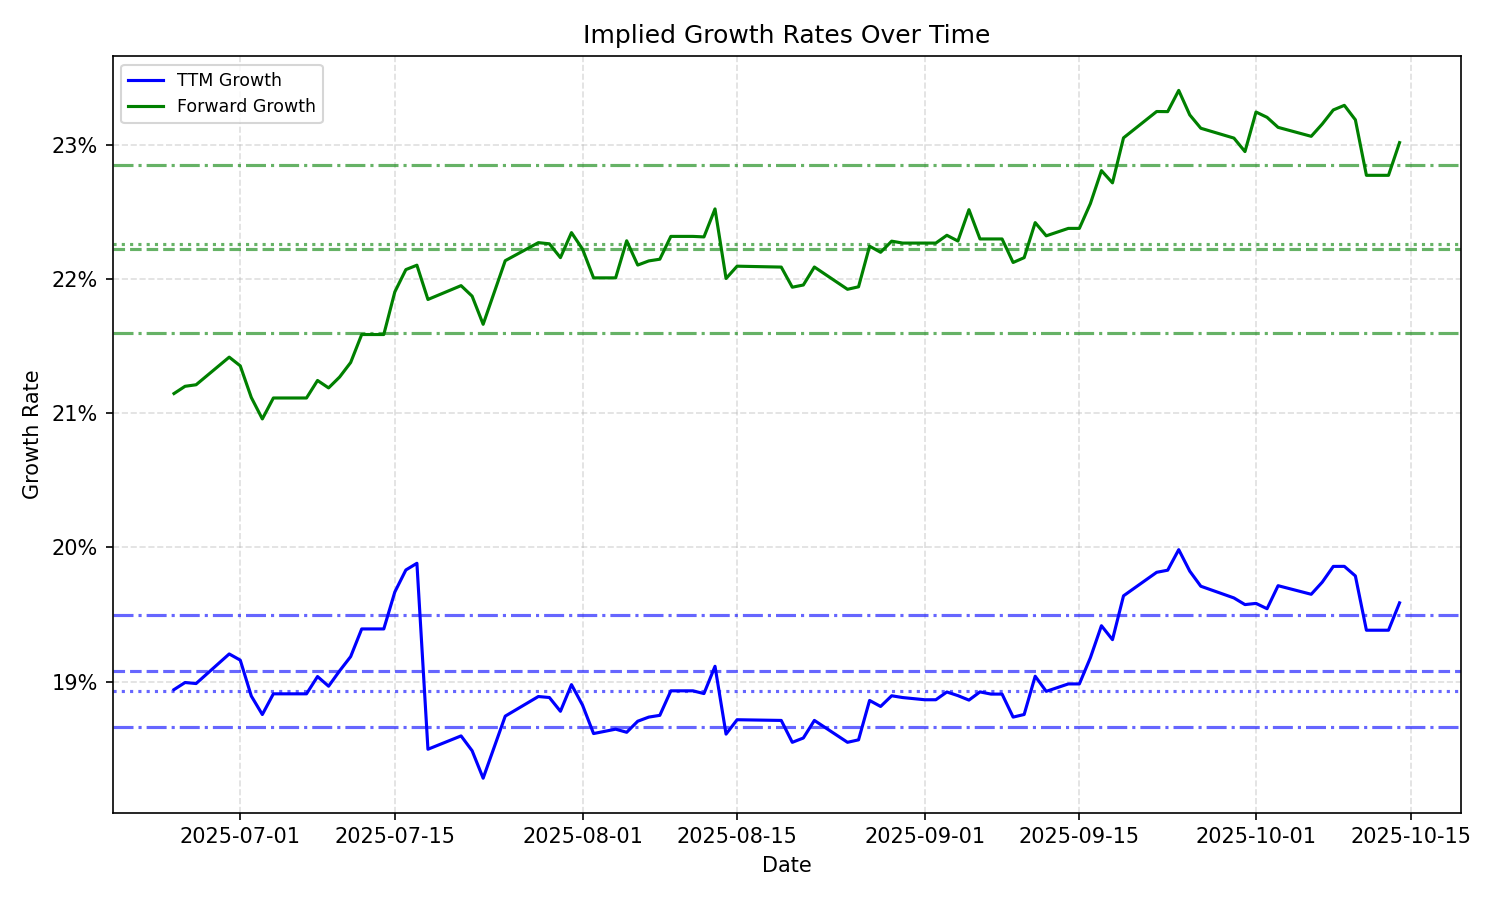 Implied Growth Rates Over Time
TTM Growth
Forward Growth
23%
22%
21%
20%
19%
Growth Rate
2025-07-01 2025-07-15 2025-08-01 2025-08-15 2025-09-01 2025-09-15 2025-10-01 2025-10-15
Date